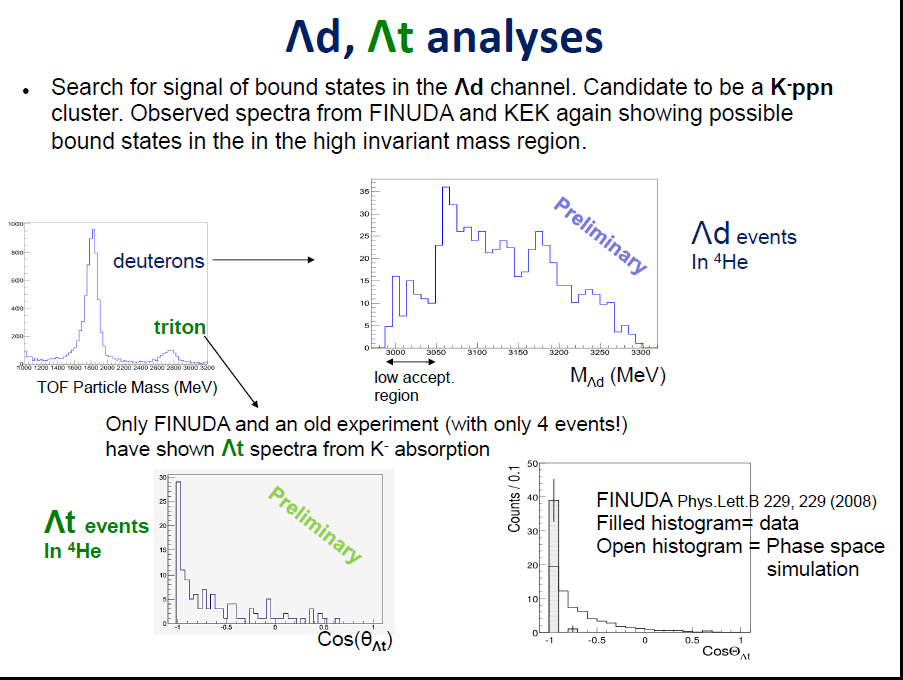 Λd, Λt analyses
• Search for signal of bound states in the Λd channel. Candidate to be a K-ppn
cluster. Observed spectra from FINUDA and KEK again showing possible
bound states in the in the high invariant mass region.
1000
800
600
400
200
0
1000 1200 1400 1600 1800 2000 2200 2400 2600 2800 3000 3200
TOF Particle Mass (MeV)
deuterons
triton
35
30
25
20
15
10
5
0
3000 3050 3100 3150 3200 3250 3300
Preliminary
low accept.
region
MΛd (MeV)
Λd events
In ⁴He
Only FINUDA and an old experiment (with only 4 events!)
have shown Λt spectra from K⁻ absorption
Λt events
In ⁴He
30
25
20
15
10
5
0
-1 -0.5 0 0.5 1
Preliminary
Cos(θΛt)
Counts / 0.1
50
40
30
20
10
0
-1 -0.5 0 0.5 1
CosΘΛt
FINUDA Phys.Lett.B 229, 229 (2008)
Filled histogram= data
Open histogram = Phase space
simulation